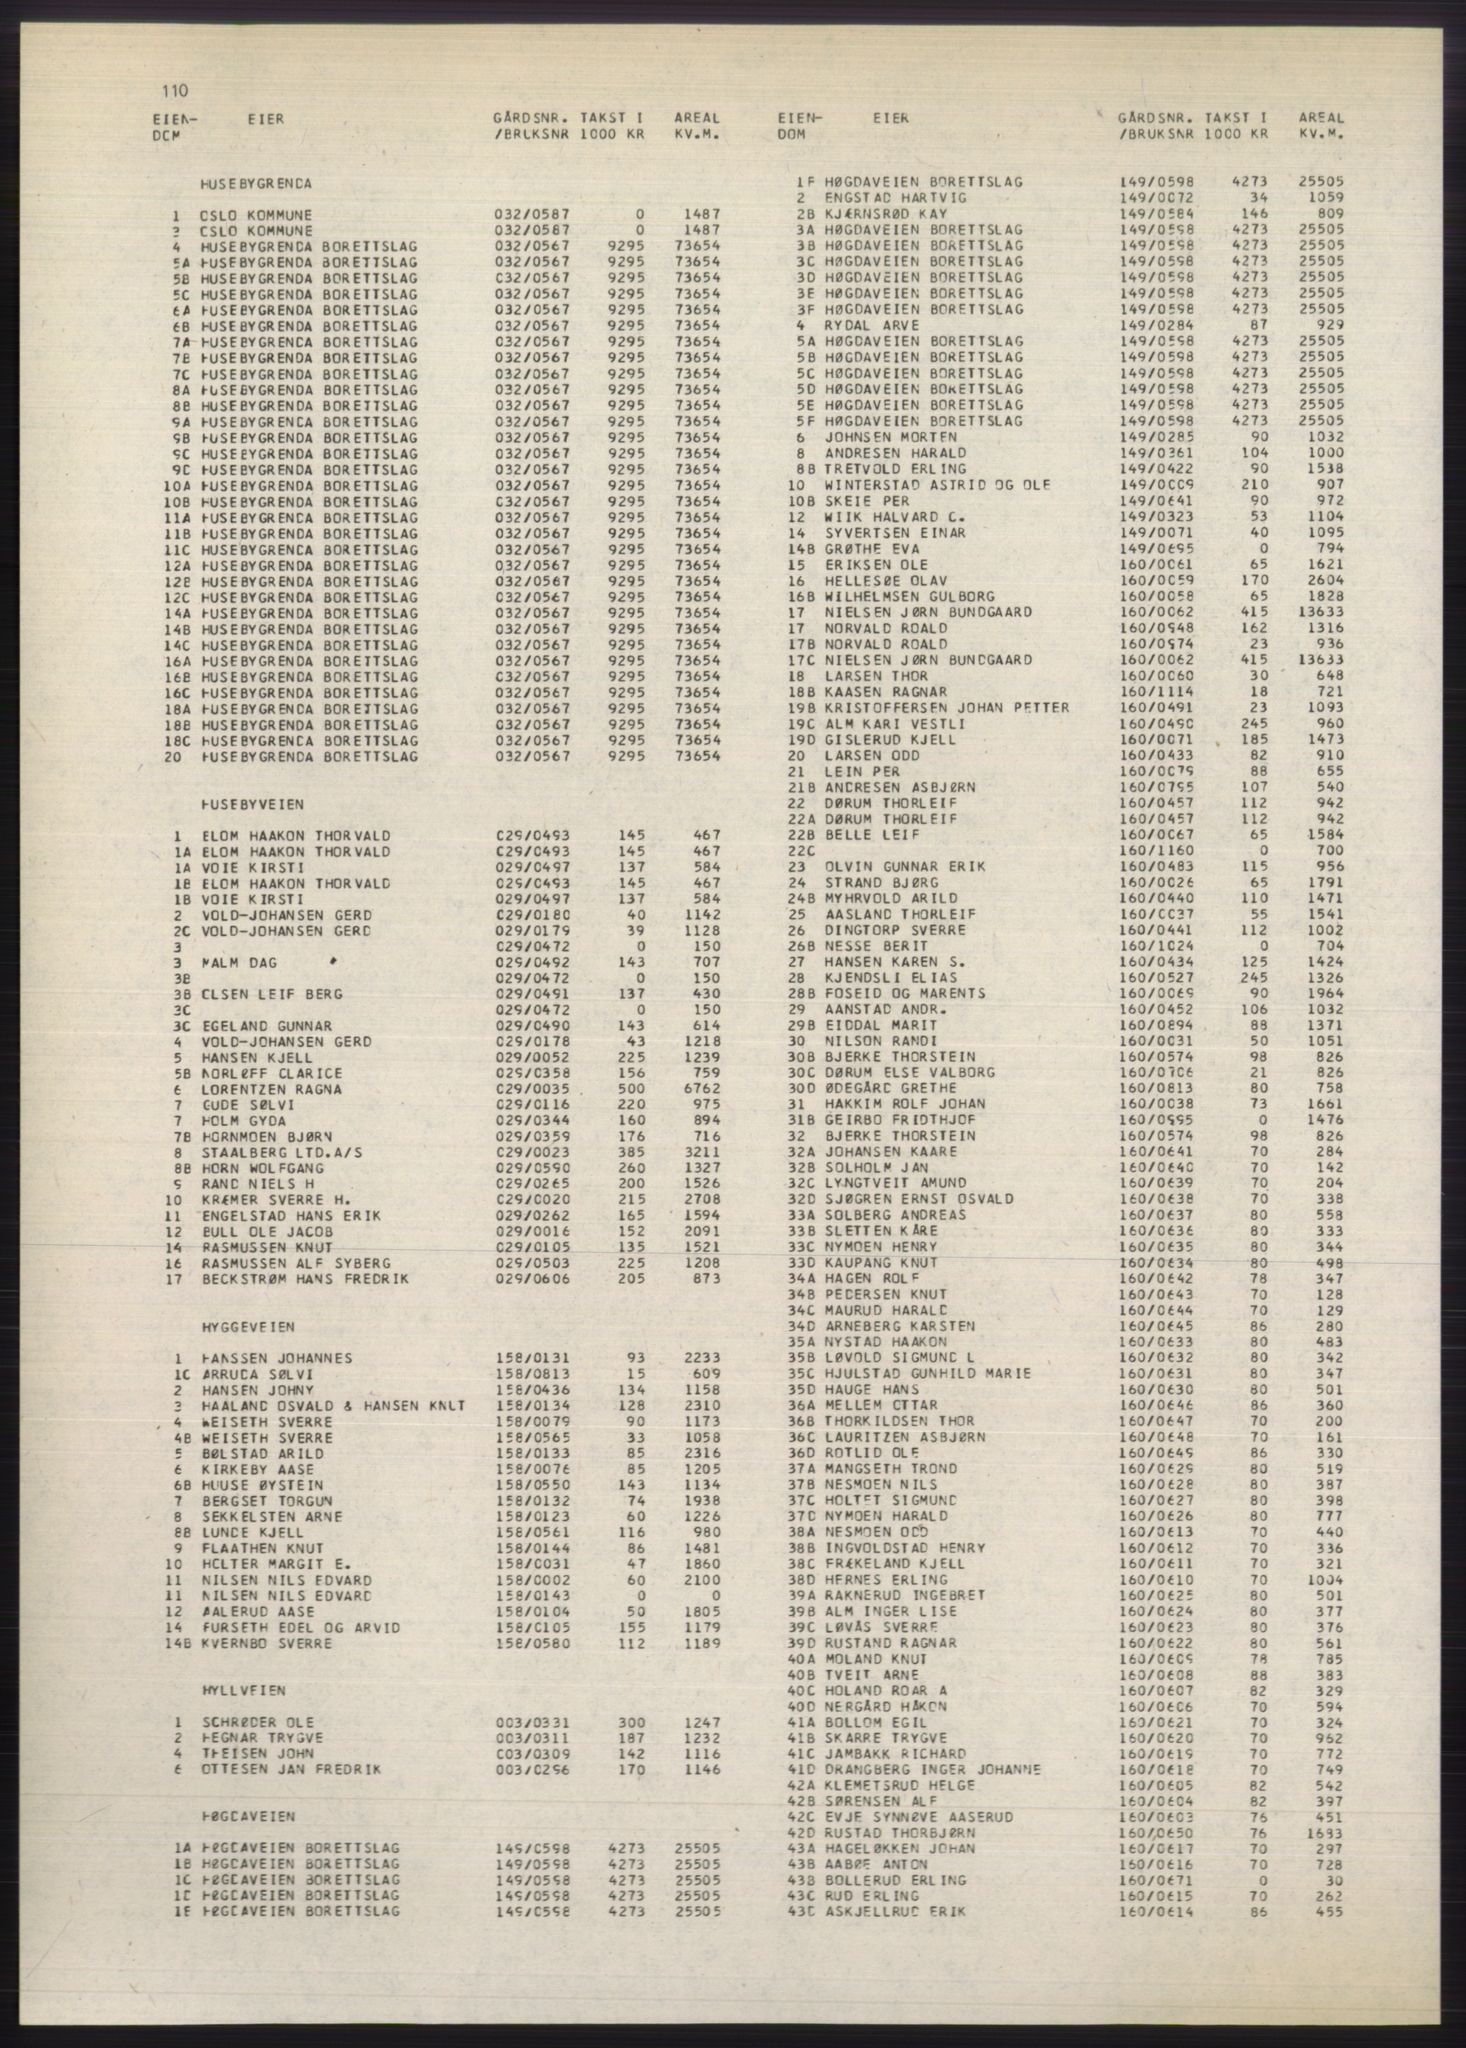 110
EIEN- EIER GÅRDSNR. TAKST I AREAL
DOM /BRUKSNR 1000 KR KV.M.
HUSEBYGRENDA
1 OSLO KOMMUNE 032/0587 0 1487
3 OSLO KOMMUNE 032/0587 0 1487
4 HUSEBYGRENDA BORETTSLAG 032/0567 9295 73654
5A HUSEBYGRENDA BORETTSLAG 032/0567 9295 73654
5B HUSEBYGRENDA BORETTSLAG 032/0567 9295 73654
5C HUSEBYGRENDA BORETTSLAG 032/0567 9295 73654
6A HUSEBYGRENDA BORETTSLAG 032/0567 9295 73654
6B HUSEBYGRENDA BORETTSLAG 032/0567 9295 73654
7A HUSEBYGRENDA BORETTSLAG 032/0567 9295 73654
7B HUSEBYGRENDA BORETTSLAG 032/0567 9295 73654
7C HUSEBYGRENDA BORETTSLAG 032/0567 9295 73654
8A HUSEBYGRENDA BORETTSLAG 032/0567 9295 73654
8B HUSEBYGRENDA BORETTSLAG 032/0567 9295 73654
9A HUSEBYGRENDA BORETTSLAG 032/0567 9295 73654
9B HUSEBYGRENDA BORETTSLAG 032/0567 9295 73654
9C HUSEBYGRENDA BORETTSLAG 032/0567 9295 73654
9D HUSEBYGRENDA BORETTSLAG 032/0567 9295 73654
10A HUSEBYGRENDA BORETTSLAG 032/0567 9295 73654
10B HUSEBYGRENDA BORETTSLAG 032/0567 9295 73654
11A HUSEBYGRENDA BORETTSLAG 032/0567 9295 73654
11B HUSEBYGRENDA BORETTSLAG 032/0567 9295 73654
11C HUSEBYGRENDA BORETTSLAG 032/0567 9295 73654
12A HUSEBYGRENDA BORETTSLAG 032/0567 9295 73654
12B HUSEBYGRENDA BORETTSLAG 032/0567 9295 73654
12C HUSEBYGRENDA BORETTSLAG 032/0567 9295 73654
14A HUSEBYGRENDA BORETTSLAG 032/0567 9295 73654
14B HUSEBYGRENDA BORETTSLAG 032/0567 9295 73654
14C HUSEBYGRENDA BORETTSLAG 032/0567 9295 73654
16A HUSEBYGRENDA BORETTSLAG 032/0567 9295 73654
16B HUSEBYGRENDA BORETTSLAG 032/0567 9295 73654
16C HUSEBYGRENDA BORETTSLAG 032/0567 9295 73654
18A HUSEBYGRENDA BORETTSLAG 032/0567 9295 73654
18B HUSEBYGRENDA BORETTSLAG 032/0567 9295 73654
18C HUSEBYGRENDA BORETTSLAG 032/0567 9295 73654
20 HUSEBYGRENDA BORETTSLAG 032/0567 9295 73654
HUSEBYVEIEN
1 ELOM HAAKON THORVALD 029/0493 145 467
1A ELOM HAAKON THORVALD 029/0493 145 467
1A VOIE KIRSTI 029/0497 137 584
1B ELOM HAAKON THORVALD 029/0493 145 467
1B VOIE KIRSTI 029/0497 137 584
2 VOLD-JOHANSEN GERD 029/0180 40 1142
2C VOLD-JOHANSEN GERD 029/0179 39 1128
3 029/0472 0 150
3 MALM DAG 029/0492 143 707
3B 029/0472 0 150
3B OLSEN LEIF BERG 029/0491 137 430
3C 029/0472 0 150
3C EGELAND GUNNAR 029/0490 143 614
4 VOLD-JOHANSEN GERD 029/0178 43 1218
5 HANSEN KJELL 029/0052 225 1239
5B NORLØFF CLARICE 029/0358 156 759
6 LORENTZEN RAGNA 029/0035 500 6762
7 GUDE SØLVI 029/0116 220 975
7 HOLM GYDA 029/0344 160 894
7B HORNMOEN BJØRN 029/0359 176 716
8 STAALBERG LTD.A/S 029/0023 385 3211
8B HORN WOLFGANG 029/0590 260 1327
9 RAND NIELS H 029/0265 200 1526
10 KRÆMER SVERRE H. 029/0020 215 2708
11 ENGELSTAD HANS ERIK 029/0262 165 1594
12 BULL OLE JACOB 029/0016 152 2091
14 RASMUSSEN KNUT 029/0105 135 1521
16 RASMUSSEN ALF SYBERG 029/0503 225 1208
17 BECKSTRØM HANS FREDRIK 029/0606 205 873
HYGGEVEIEN
1 HANSSEN JOHANNES 158/0131 93 2233
1C ARRUDA SØLVI 158/0813 15 609
2 HANSEN JOHNY 158/0436 134 1158
3 HAALAND OSVALD & HANSEN KNUT 158/0134 128 2310
4 WEISETH SVERRE 158/0079 90 1173
4B WEISETH SVERRE 158/0565 33 1058
5 BØLSTAD ARILD 158/0133 85 2316
6 KIRKEBY AASE 158/0076 85 1205
6B HUUSE ØYSTEIN 158/0550 143 1134
7 BERGSET TORGUN 158/0132 74 1938
8 SEKKELSTEN ARNE 158/0123 60 1226
8B LUNDE KJELL 158/0561 116 980
9 FLAATHEN KNUT 158/0144 86 1481
10 HOLTER MARGIT E. 158/0031 47 1860
11 NILSEN NILS EDVARD 158/0002 60 2100
11 NILSEN NILS EDVARD 158/0143 0 0
12 AALERUD AASE 158/0104 50 1805
14 FURSETH EDEL OG ARVID 158/0105 155 1179
14B KVERNBO SVERRE 158/0580 112 1189
HYLLVEIEN
1 SCHRØDER OLE 003/0331 300 1247
2 HEGNAR TRYGVE 003/0311 187 1232
4 THEISEN JOHN 003/0309 142 1116
6 OTTESEN JAN FREDRIK 003/0296 170 1146
HØGDAVEIEN
1A HØGDAVEIEN BORETTSLAG 149/0598 4273 25505
1B HØGDAVEIEN BORETTSLAG 149/0598 4273 25505
1C HØGDAVEIEN BORETTSLAG 149/0598 4273 25505
1D HØGDAVEIEN BORETTSLAG 149/0598 4273 25505
1E HØGDAVEIEN BORETTSLAG 149/0598 4273 25505
EIEN- EIER GÅRDSNR. TAKST I AREAL
DOM /BRUKSNR 1000 KR KV.M.
1F HØGDAVEIEN BORETTSLAG 149/0598 4273 25505
2 ENGSTAD HARTVIG 149/0072 34 1059
2B KJÆRNSRØD KAY 149/0584 146 809
3A HØGDAVEIEN BORETTSLAG 149/0598 4273 25505
3B HØGDAVEIEN BORETTSLAG 149/0598 4273 25505
3C HØGDAVEIEN BORETTSLAG 149/0598 4273 25505
3D HØGDAVEIEN BORETTSLAG 149/0598 4273 25505
3E HØGDAVEIEN BORETTSLAG 149/0598 4273 25505
3F HØGDAVEIEN BORETTSLAG 149/0598 4273 25505
4 RYDAL ARVE 149/0284 87 929
5A HØGDAVEIEN BORETTSLAG 149/0598 4273 25505
5B HØGDAVEIEN BORETTSLAG 149/0598 4273 25505
5C HØGDAVEIEN BORETTSLAG 149/0598 4273 25505
5D HØGDAVEIEN BORETTSLAG 149/0598 4273 25505
5E HØGDAVEIEN BORETTSLAG 149/0598 4273 25505
5F HØGDAVEIEN BORETTSLAG 149/0598 4273 25505
6 JOHNSEN MORTEN 149/0285 90 1032
8 ANDRESEN HARALD 149/0361 104 1000
8B TRETVOLD ERLING 149/0422 90 1538
10 WINTERSTAD ASTRID OG OLE 149/0009 210 907
10B SKEIE PER 149/0641 90 972
12 WIIK HALVARD C. 149/0323 53 1104
14 SYVERTSEN EINAR 149/0071 40 1095
14B GRØTHE EVA 149/0695 0 794
15 ERIKSEN OLE 160/0061 65 1621
16 HELLESØE OLAV 160/0059 170 2604
16B WILHELMSEN GULBORG 160/0058 65 1828
17 NIELSEN JØRN BUNDGAARD 160/0062 415 13633
17 NORVALD ROALD 160/0948 162 1316
17B NORVALD ROALD 160/0974 23 936
17C NIELSEN JØRN BUNDGAARD 160/0062 415 13633
18 LARSEN THOR 160/0060 30 648
18B KAASEN RAGNAR 160/1114 18 721
19B KRISTOFFERSEN JOHAN PETTER 160/0491 23 1093
19C ALM KARI VESTLI 160/0490 245 960
19D GISLERUD KJELL 160/0071 185 1473
20 LARSEN ODD 160/0433 82 910
21 LEIN PER 160/0079 88 655
21B ANDRESEN ASBJØRN 160/0795 107 540
22 DØRUM THORLEIF 160/0457 112 942
22A DØRUM THORLEIF 160/0457 112 942
22B BELLE LEIF 160/0067 65 1584
22C 160/1160 0 700
23 OLVIN GUNNAR ERIK 160/0483 115 956
24 STRAND BJØRG 160/0026 65 1791
24B MYHRVOLD ARILD 160/0440 110 1471
25 AASLAND THORLEIF 160/0037 55 1541
26 DINGTORP SVERRE 160/0441 112 1002
26B NESSE BERIT 160/1024 0 704
27 HANSEN KAREN S. 160/0434 125 1424
28 KJENDSLI ELIAS 160/0527 245 1326
28B FOSEID OG MARENTS 160/0069 90 1964
29 AANSTAD ANDR. 160/0452 106 1032
29B EIDDAL MARIT 160/0894 88 1371
30 NILSON RANDI 160/0031 50 1051
30B BJERKE THORSTEIN 160/0574 98 826
30C DØRUM ELSE VALBORG 160/0706 21 826
30D ØDEGÅRD GRETHE 160/0813 80 758
31 HAKKIM ROLF JOHAN 160/0038 73 1661
31B GEIRBO FRIDTHJOF 160/0995 0 1476
32 BJERKE THORSTEIN 160/0574 98 826
32A JOHANSEN KAARE 160/0641 70 284
32B SOLHOLM JAN 160/0640 70 142
32C LYNGTVEIT AMUND 160/0639 70 204
32D SJØGREN ERNST OSVALD 160/0638 70 338
33A SOLBERG ANDREAS 160/0637 80 558
33B SLETTEN KÅRE 160/0636 80 333
33C NYMOEN HENRY 160/0635 80 344
33D KAUPANG KNUT 160/0634 80 498
34A HAGEN ROLF 160/0642 78 347
34B PEDERSEN KNUT 160/0643 70 128
34C MAURUD HARALD 160/0644 70 129
34D ARNEBERG KARSTEN 160/0645 86 280
35A NYSTAD HAAKON 160/0633 80 483
35B LØVOLD SIGMUND L 160/0632 80 342
35C HJULSTAD GUNHILD MARIE 160/0631 80 347
35D HAUGE HANS 160/0630 80 501
36A MELLEM OTTAR 160/0646 86 360
36B THORKILDSEN THOR 160/0647 70 200
36C LAURITZEN ASBJØRN 160/0648 70 161
36D ROTLID OLE 160/0649 86 330
37A MANGSETH TROND 160/0629 80 519
37B NESMOEN NILS 160/0628 80 387
37C HOLTET SIGMUND 160/0627 80 398
37D NYMOEN HARALD 160/0626 80 777
38A NESMOEN ODD 160/0613 70 440
38B INGVOLDSTAD HENRY 160/0612 70 336
38C FRÆKELAND KJELL 160/0611 70 321
38D HERNES ERLING 160/0610 70 1004
39A RAKNERUD INGEBRET 160/0625 80 501
39B ALM INGER LISE 160/0624 80 377
39C LØVÅS SVERRE 160/0623 80 376
39D RUSTAND RAGNAR 160/0622 80 561
40A MOLAND KNUT 160/0609 78 785
40B TVEIT ARNE 160/0608 88 383
40C HOLAND ROAR A 160/0607 82 329
40D NERGÅRD HÅKON 160/0606 70 594
41A BOLLOM EGIL 160/0621 70 324
41B SKARRE TRYGVE 160/0620 70 962
41C JAMBAKK RICHARD 160/0619 70 772
41D DRANGBERG INGER JOHANNE 160/0618 70 749
42A KLEMETSRUD HELGE 160/0605 82 542
42B SØRENSEN ALF 160/0604 82 397
42C EVJE SYNNØVE AASERUD 160/0603 76 451
42D RUSTAD THORBJØRN 160/0650 76 1693
43A HAGELØKKEN JOHAN 160/0617 70 297
43B AABØE ANTON 160/0616 70 728
43B BOLLERUD ERLING 160/0671 0 30
43C RUD ERLING 160/0615 70 262
43D ASKJELLRUD ERIK 160/0614 86 455